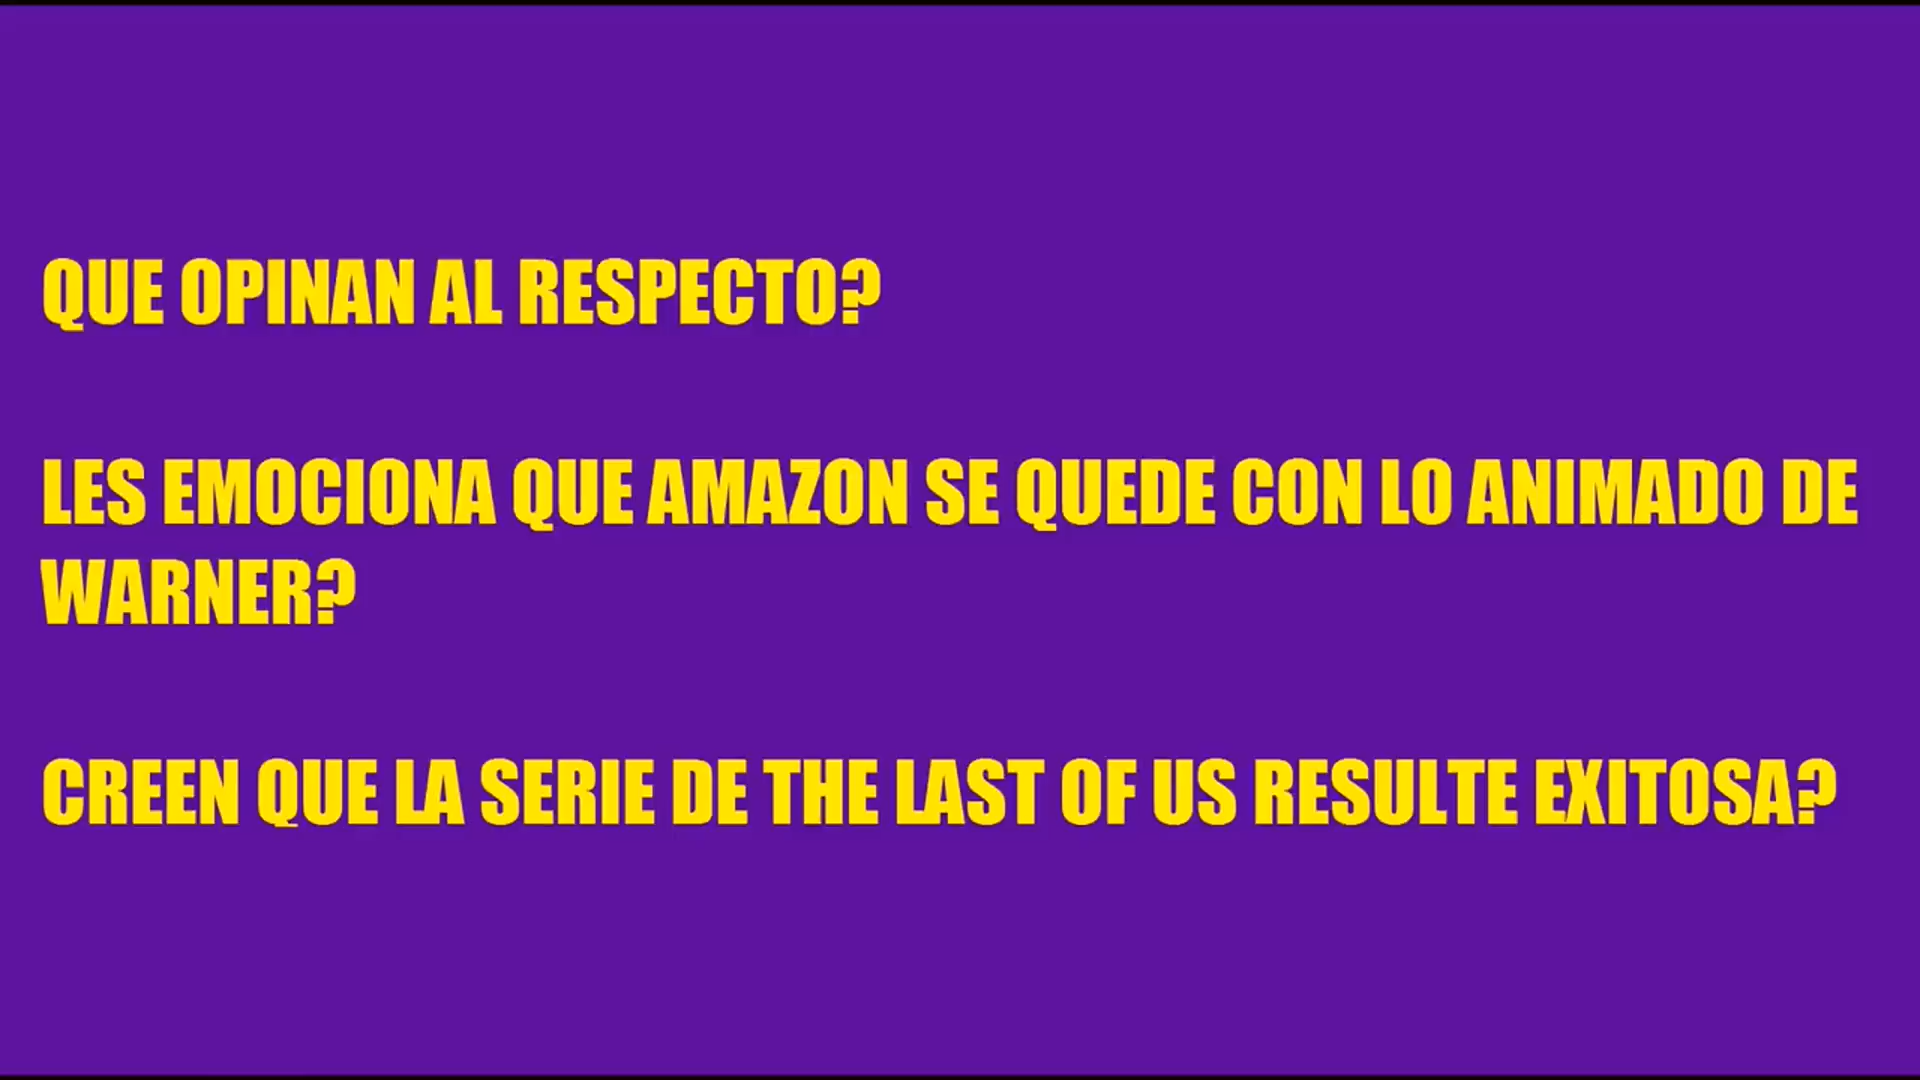 QUE OPINAN AL RESPECTO?
LES EMOCIONA QUE AMAZON SE QUEDE CON LO ANIMADO DE
WARNER?
CREEN QUE LA SERIE DE THE LAST OF US RESULTE EXITOSA?